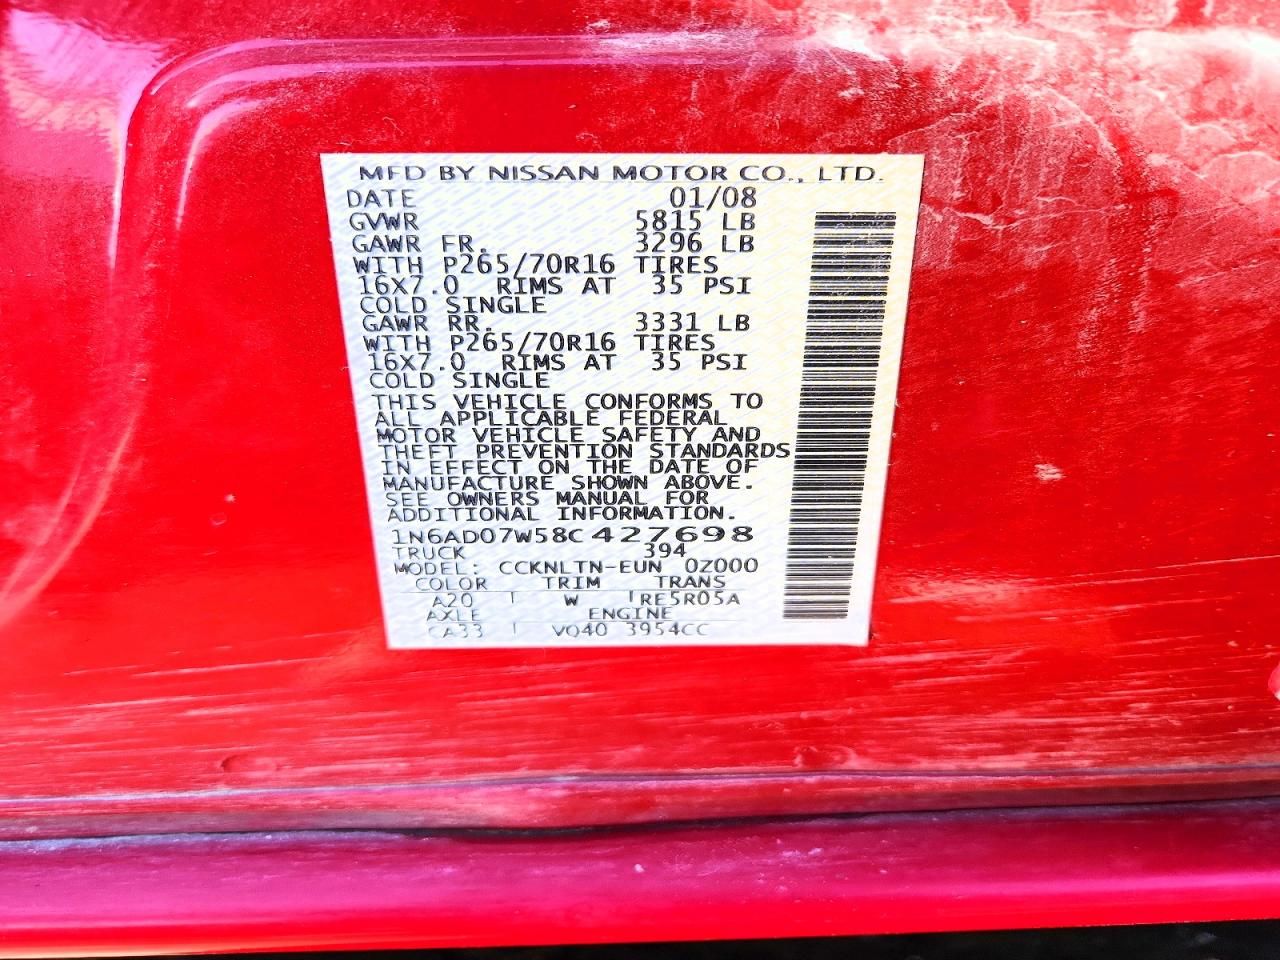 MFD BY NISSAN MOTOR CO., LTD.
DATE 01/08
GVWR 5815 LB
GAWR FR. 3296 LB
WITH P265/70R16 TIRES
16X7.0 RIMS AT 35 PSI
COLD SINGLE
GAWR RR. 3331 LB
WITH P265/70R16 TIRES
16X7.0 RIMS AT 35 PSI
COLD SINGLE
THIS VEHICLE CONFORMS TO
ALL APPLICABLE FEDERAL
MOTOR VEHICLE SAFETY AND
THEFT PREVENTION STANDARDS
IN EFFECT ON THE DATE OF
MANUFACTURE SHOWN ABOVE.
SEE OWNERS MANUAL FOR
ADDITIONAL INFORMATION.
1N6AD07W58C427698
TRUCK 394
MODEL: CCKNLTN-EUN 0Z000
COLOR TRIM TRANS
A20 W RE5R05A
AXLE ENGINE
CA33 VQ40 3954CC